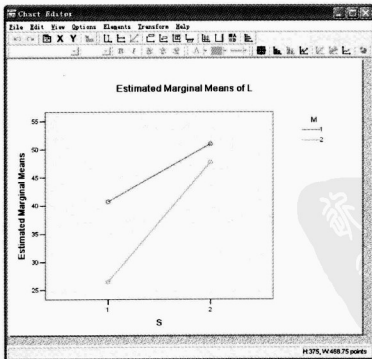 Chart Editor
File Edit View Options Elements Transform Help
X Y
B I
Estimated Marginal Means of L
Estimated Marginal Means
55
50
45
40
35
30
25
1 2
S
M
1
2
H:375, W:468.75 points